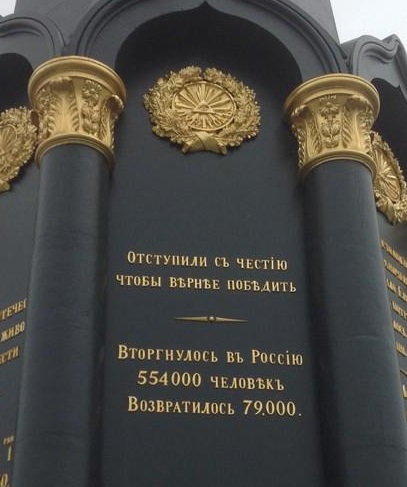 Отступили съ честію
чтобы вѣрнѣе побѣдить
Вторгнулось въ Россію
554000 человѣкъ
Возвратилось 79.000.